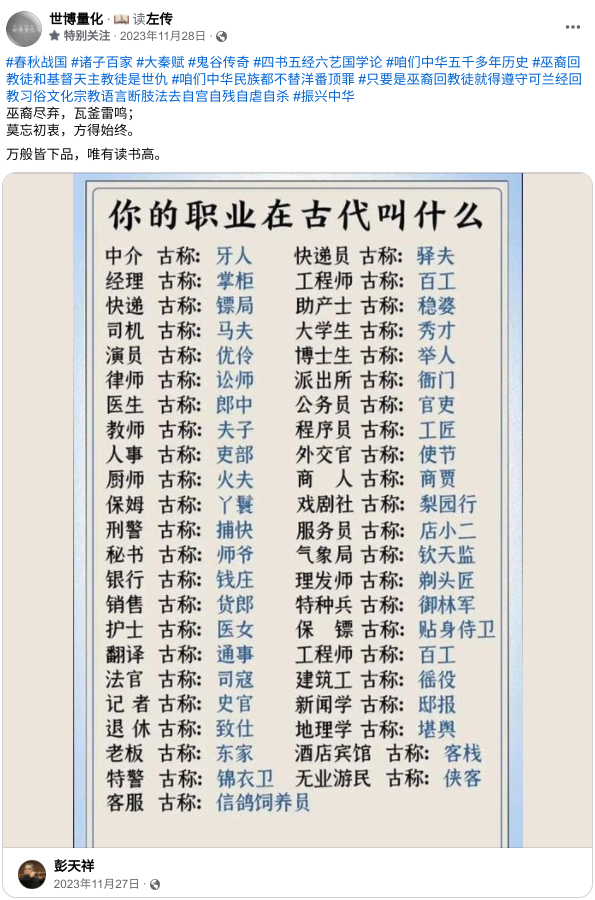 世博量化 · 📖 读左传
特别关注 · 2023年11月28日 ·
#春秋战国 #诸子百家 #大秦赋 #鬼谷传奇 #四书五经六艺国学论 #咱们中华五千多年历史 #巫裔回
教徒和基督天主教徒是世仇 #咱们中华民族都不替洋番顶罪 #只要是巫裔回教徒就得遵守可兰经回
教习俗文化宗教语言断肢法去自宫自残自虐自杀 #振兴中华
巫裔尽弃，瓦釜雷鸣；
莫忘初衷，方得始终。
万般皆下品，唯有读书高。
你的职业在古代叫什么
中介 古称: 牙人 快递员 古称: 驿夫
经理 古称: 掌柜 工程师 古称: 百工
快递 古称: 镖局 助产士 古称: 稳婆
司机 古称: 马夫 大学生 古称: 秀才
演员 古称: 优伶 博士生 古称: 举人
律师 古称: 讼师 派出所 古称: 衙门
医生 古称: 郎中 公务员 古称: 官吏
教师 古称: 夫子 程序员 古称: 工匠
人事 古称: 吏部 外交官 古称: 使节
厨师 古称: 火夫 商 人 古称: 商贾
保姆 古称: 丫鬟 戏剧社 古称: 梨园行
刑警 古称: 捕快 服务员 古称: 店小二
秘书 古称: 师爷 气象局 古称: 钦天监
银行 古称: 钱庄 理发师 古称: 剃头匠
销售 古称: 货郎 特种兵 古称: 御林军
护士 古称: 医女 保 镖 古称: 贴身侍卫
翻译 古称: 通事 工程师 古称: 百工
法官 古称: 司寇 建筑工 古称: 徭役
记 者 古称: 史官 新闻学 古称: 邸报
退 休 古称: 致仕 地理学 古称: 堪舆
老板 古称: 东家 酒店宾馆 古称: 客栈
特警 古称: 锦衣卫 无业游民 古称: 侠客
客服 古称: 信鸽饲养员
彭天祥
2023年11月27日 ·